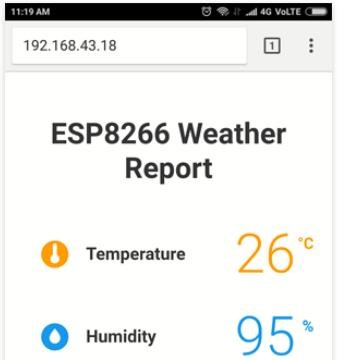 11:19 AM 4G VoLTE
192.168.43.18 1
ESP8266 Weather
Report
Temperature 26 °C
Humidity 95 %